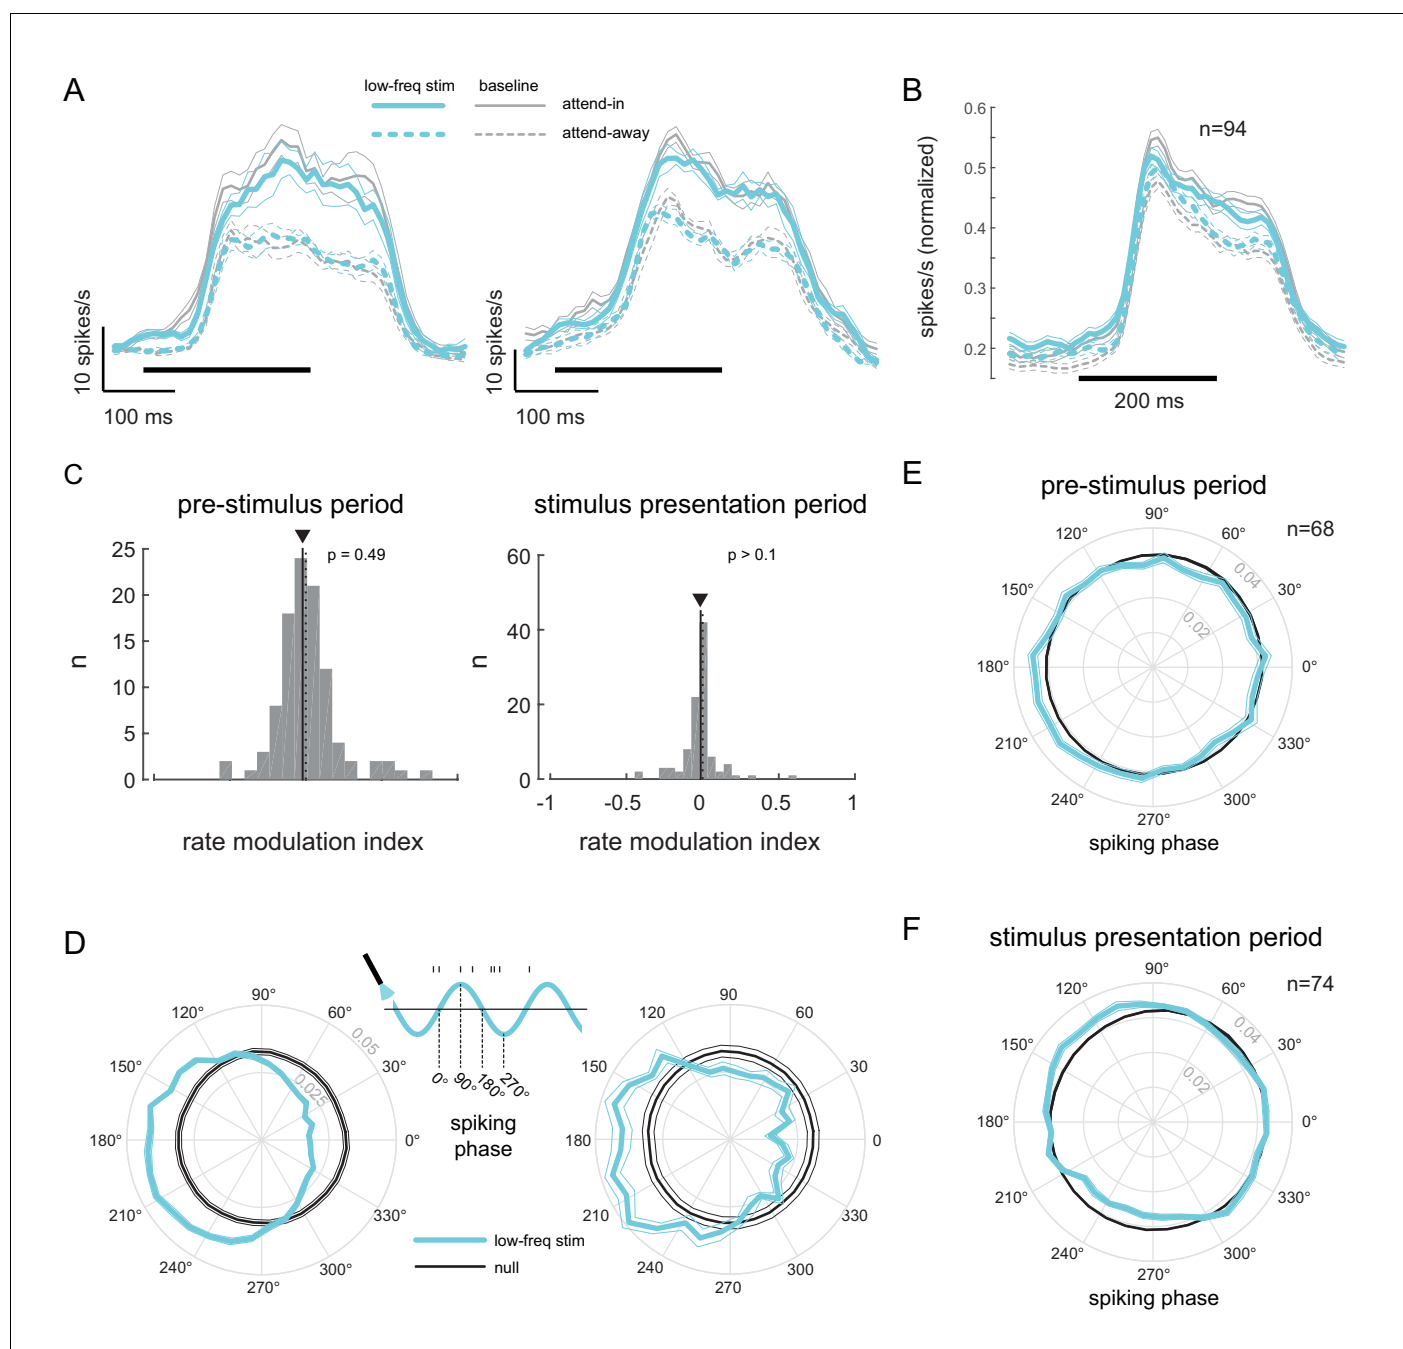 A
low-freq stim
baseline
attend-in
attend-away
10 spikes/s
100 ms
10 spikes/s
100 ms
B
n=94
spikes/s (normalized)
0.6
0.5
0.4
0.3
0.2
200 ms
C
pre-stimulus period
p = 0.49
n
25
20
15
10
5
0
rate modulation index
stimulus presentation period
p > 0.1
n
60
40
20
0
-1
-0.5
0
0.5
1
rate modulation index
D
90°
60°
30°
0°
330°
300°
270°
240°
210°
180°
150°
120°
0.05
0.025
0°
90°
180°
270°
spiking
phase
90
60
30
0
330
300
270
240
210
180
150
120
low-freq stim
null
E
pre-stimulus period
n=68
90°
60°
30°
0°
330°
300°
270°
240°
210°
180°
150°
120°
0.04
0.02
spiking phase
F
stimulus presentation period
n=74
90°
60°
30°
0°
330°
300°
270°
240°
210°
180°
150°
120°
0.04
0.02
spiking phase